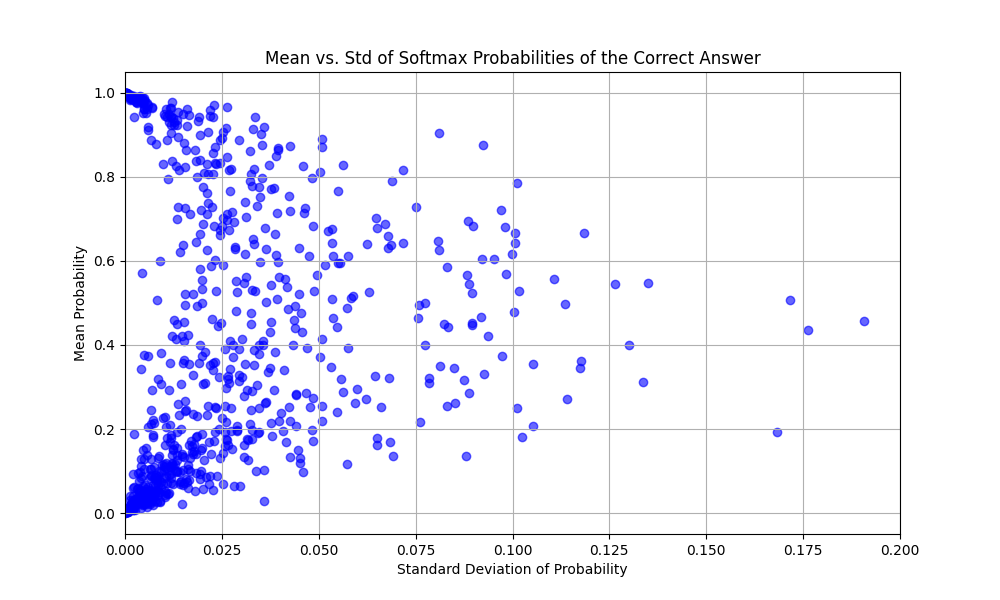 Mean vs. Std of Softmax Probabilities of the Correct Answer
1.0
0.8
0.6
0.4
0.2
0.0
Mean Probability
0.000 0.025 0.050 0.075 0.100 0.125 0.150 0.175 0.200
Standard Deviation of Probability